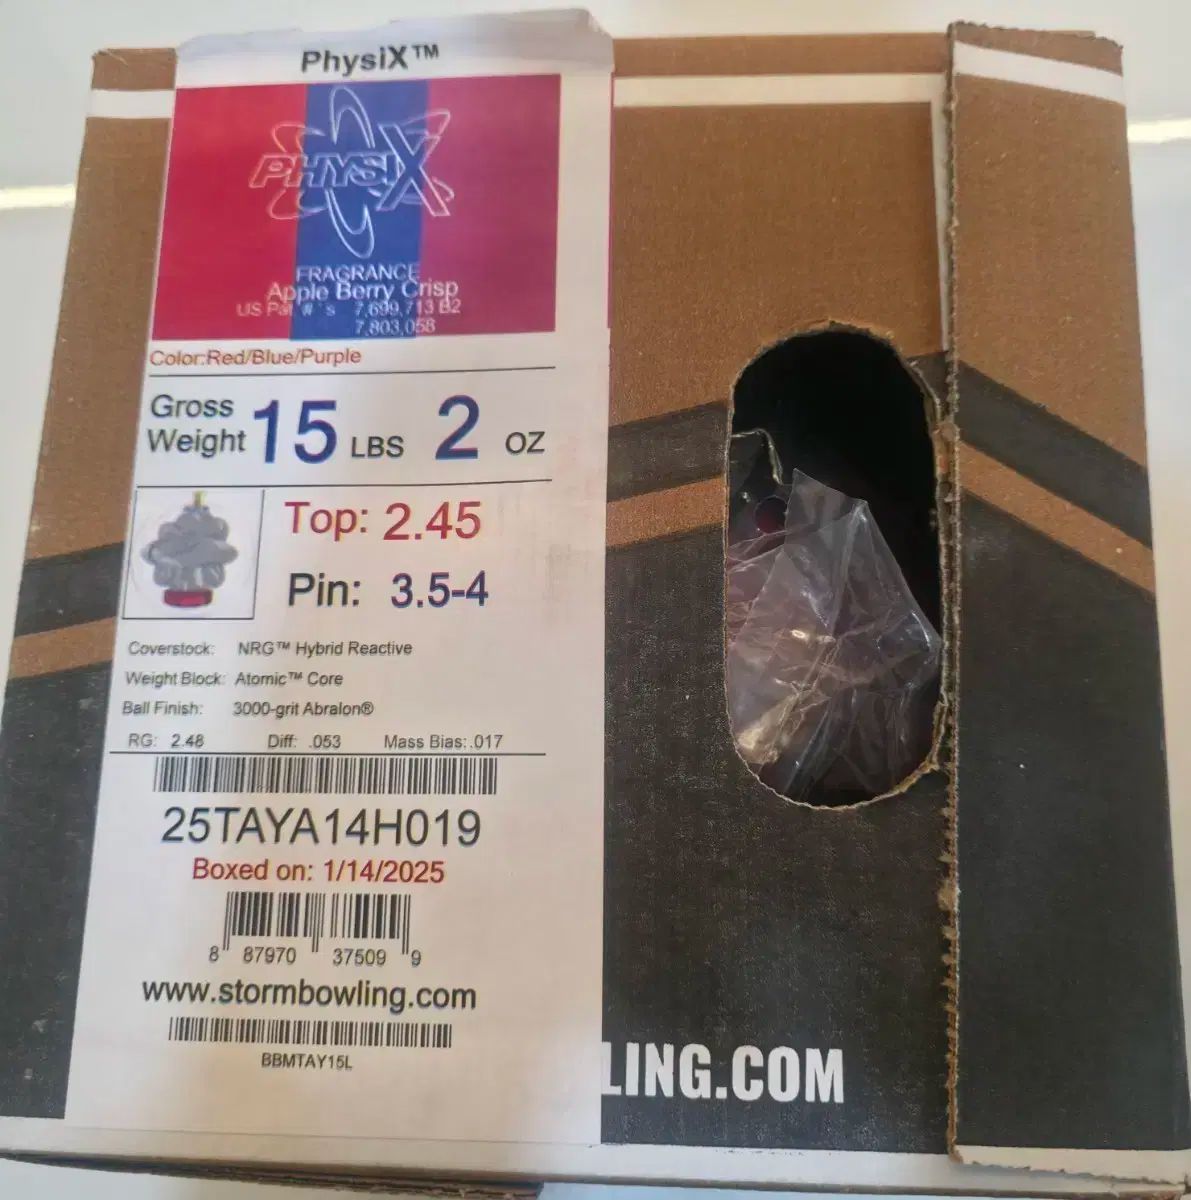 PhysiX™
PHYSIX
FRAGRANCE
Apple Berry Crisp
US Pat # 's 7,699,713 B2
7,803,058
Color:Red/Blue/Purple
Gross Weight 15 LBS 2 OZ
Top: 2.45
Pin: 3.5-4
Coverstock: NRG™ Hybrid Reactive
Weight Block: Atomic™ Core
Ball Finish: 3000-grit Abralon®
RG: 2.48 Diff: .053 Mass Bias: .017
25TAYA14H019
Boxed on: 1/14/2025
8 87970 37509 9
www.stormbowling.com
BBMTAY15L
LING.COM